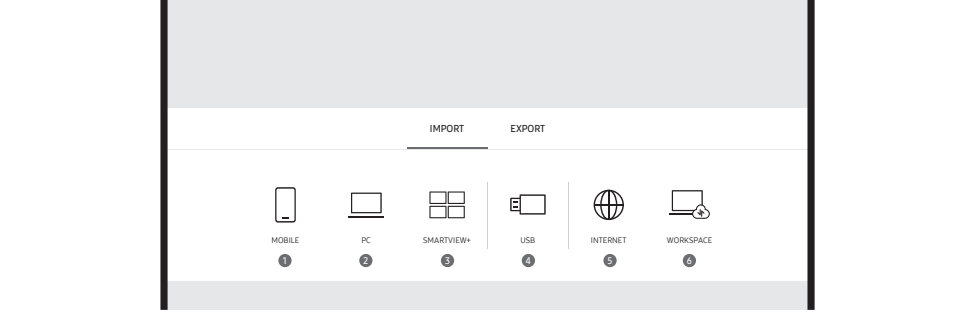 IMPORT EXPORT
MOBILE PC SMARTVIEW+ USB INTERNET WORKSPACE
1 2 3 4 5 6